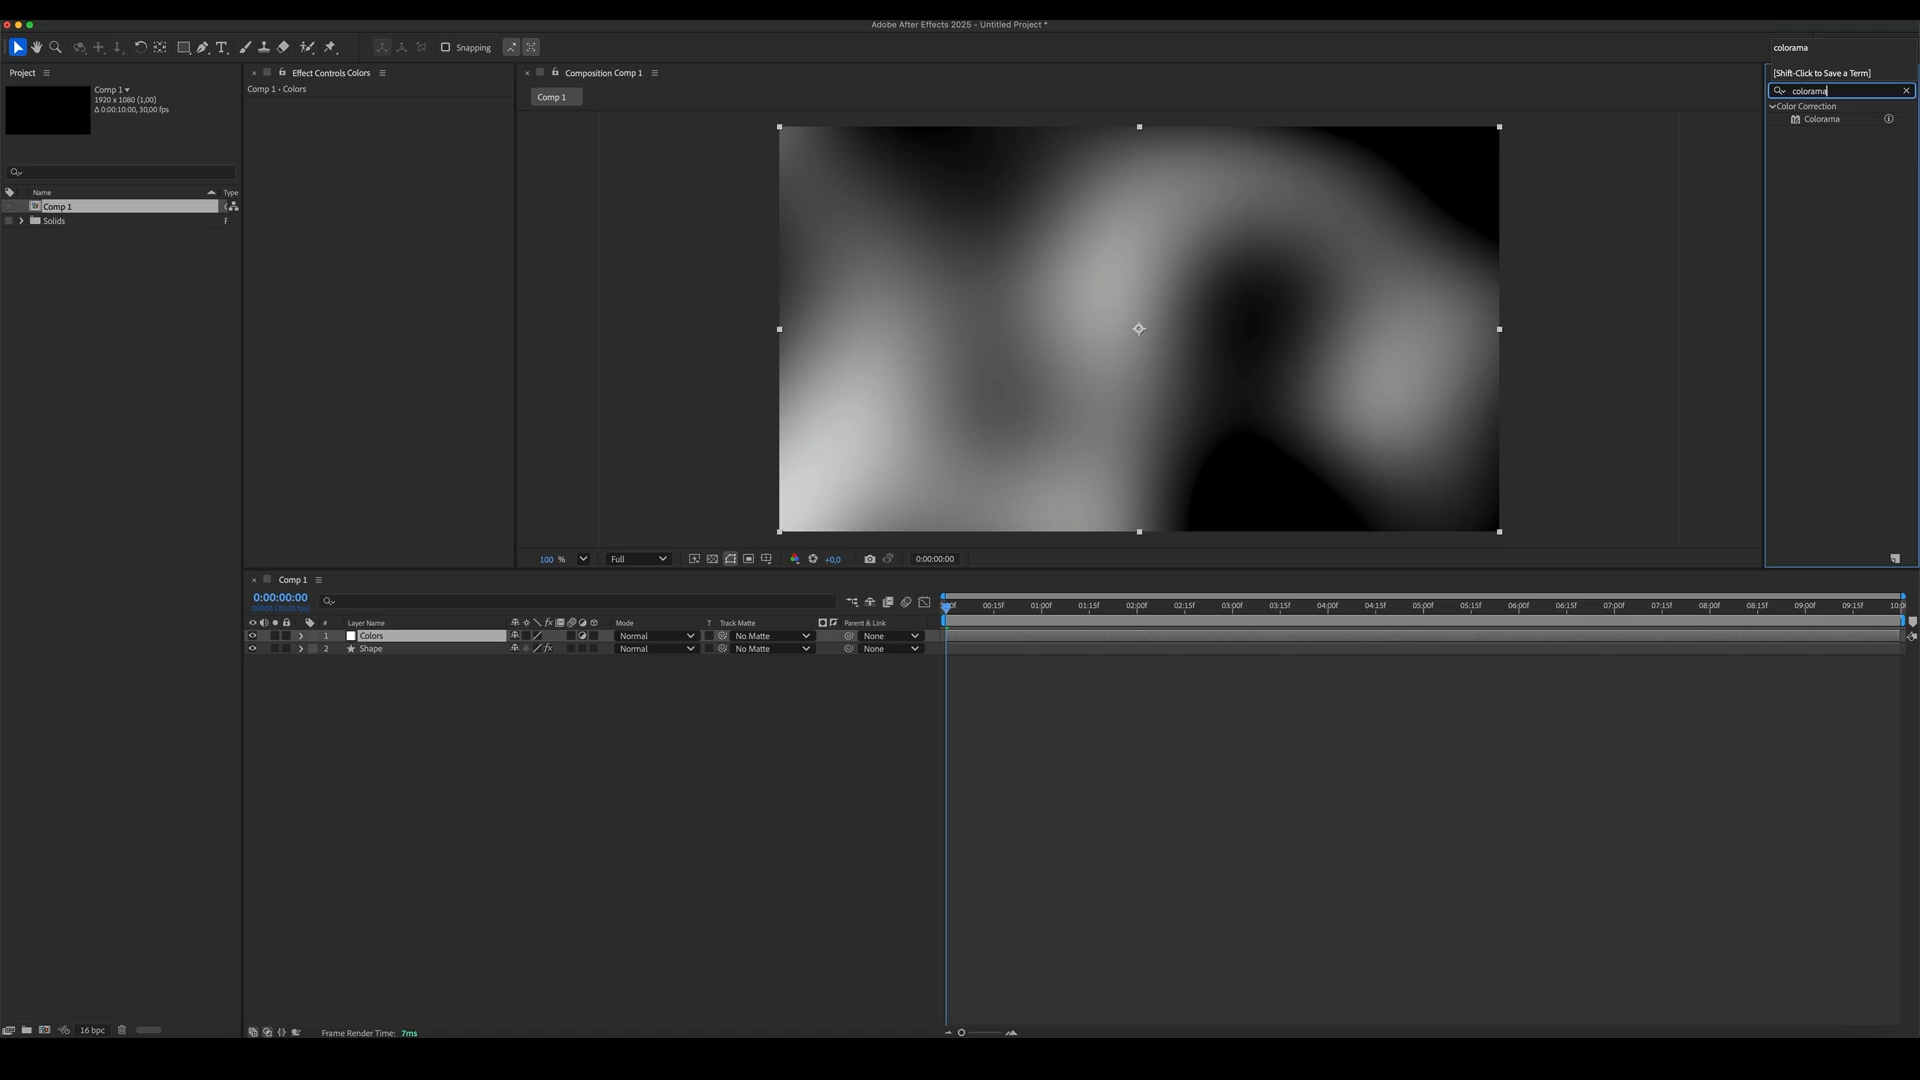 Adobe After Effects 2025 - Untitled Project *
Snapping
colorama
[Shift-Click to Save a Term]
colorama
Color Correction
Colorama
Project
Comp 1
1920 x 1080 (1,00)
Δ 0:00:10:00, 30,00 fps
Name
Type
Comp 1
Solids
F
Effect Controls Colors
Comp 1 • Colors
Composition Comp 1
Comp 1
100 %
Full
+0,0
0:00:00:00
Comp 1
0:00:00:00
00000 (30.00 fps)
00:15f 01:00f 01:15f 02:00f 02:15f 03:00f 03:15f 04:00f 04:15f 05:00f 05:15f 06:00f 06:15f 07:00f 07:15f 08:00f 08:15f 09:00f 09:15f
# Layer Name Mode T Track Matte Parent & Link
1 Colors Normal No Matte None
2 Shape Normal No Matte None
16 bpc
Frame Render Time: 7ms